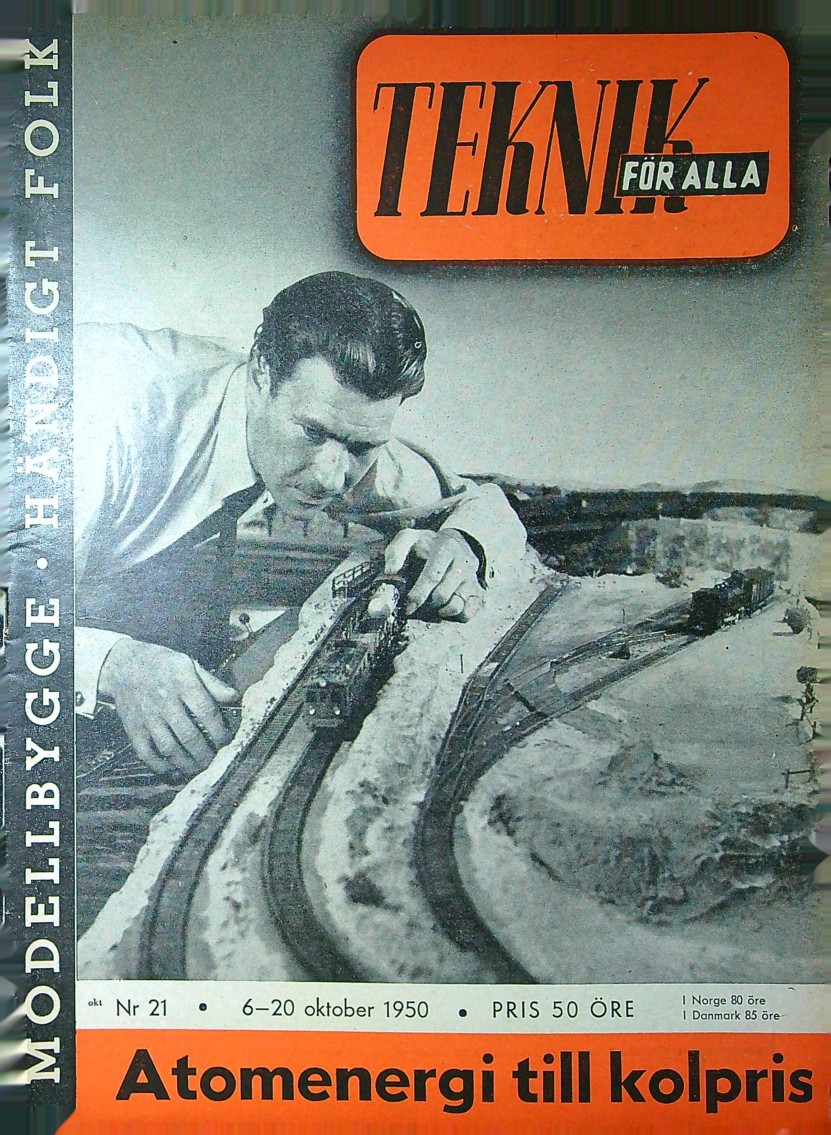 TEKNIK
FÖR ALLA
MODELLBYGGE • HÄNDIGT FOLK
okt Nr 21 • 6–20 oktober 1950 • PRIS 50 ÖRE
I Norge 80 öre
I Danmark 85 öre
Atomenergi till kolpris